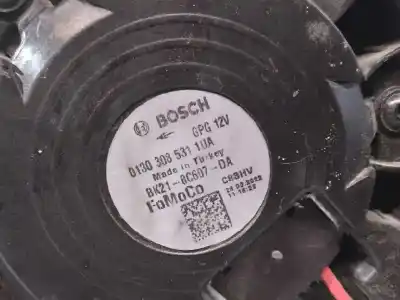 BOSCH
GPG 12V
0130 308 531 1UA
Made in Turkey
BK21-8C607-DA
FoMoCo